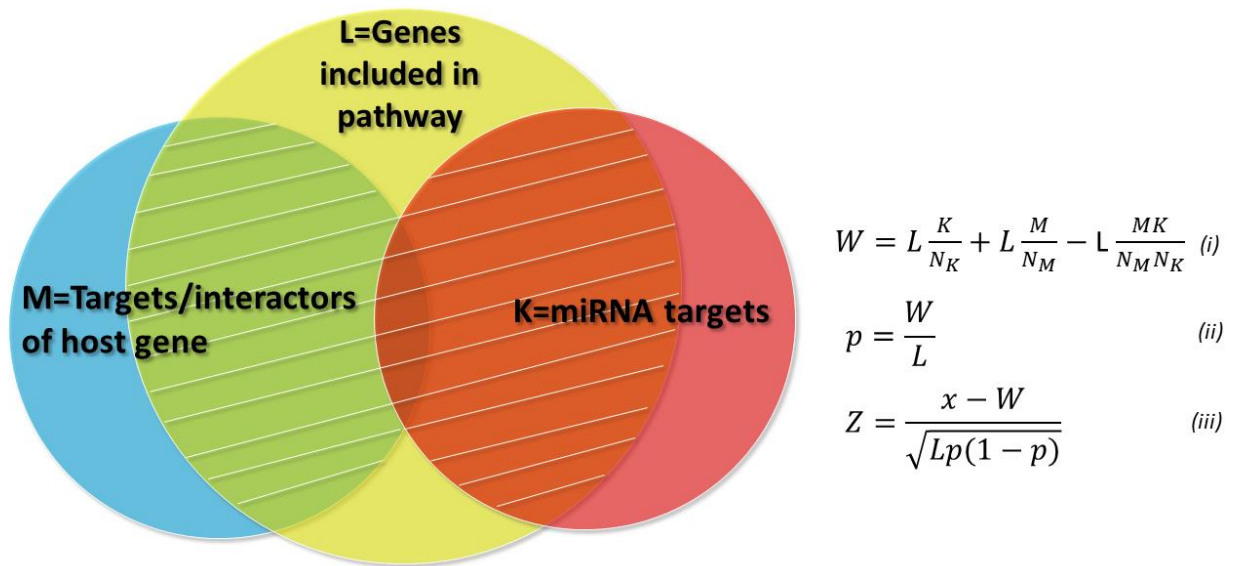 L=Genes
included in
pathway
M=Targets/interactors
of host gene
K=miRNA targets
W = L K/N_K + L M/N_M − L MK/(N_M N_K) (i)
p = W/L (ii)
Z = (x − W)/√(Lp(1 − p)) (iii)